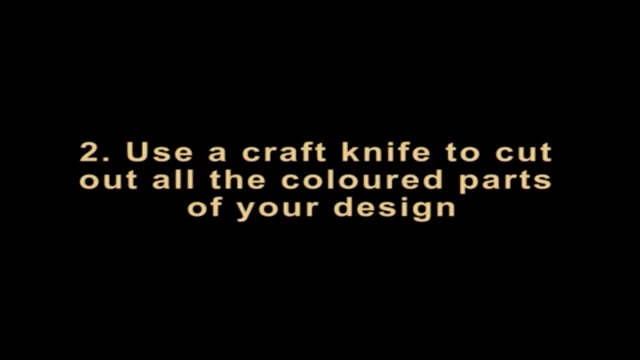 2. Use a craft knife to cut
out all the coloured parts
of your design